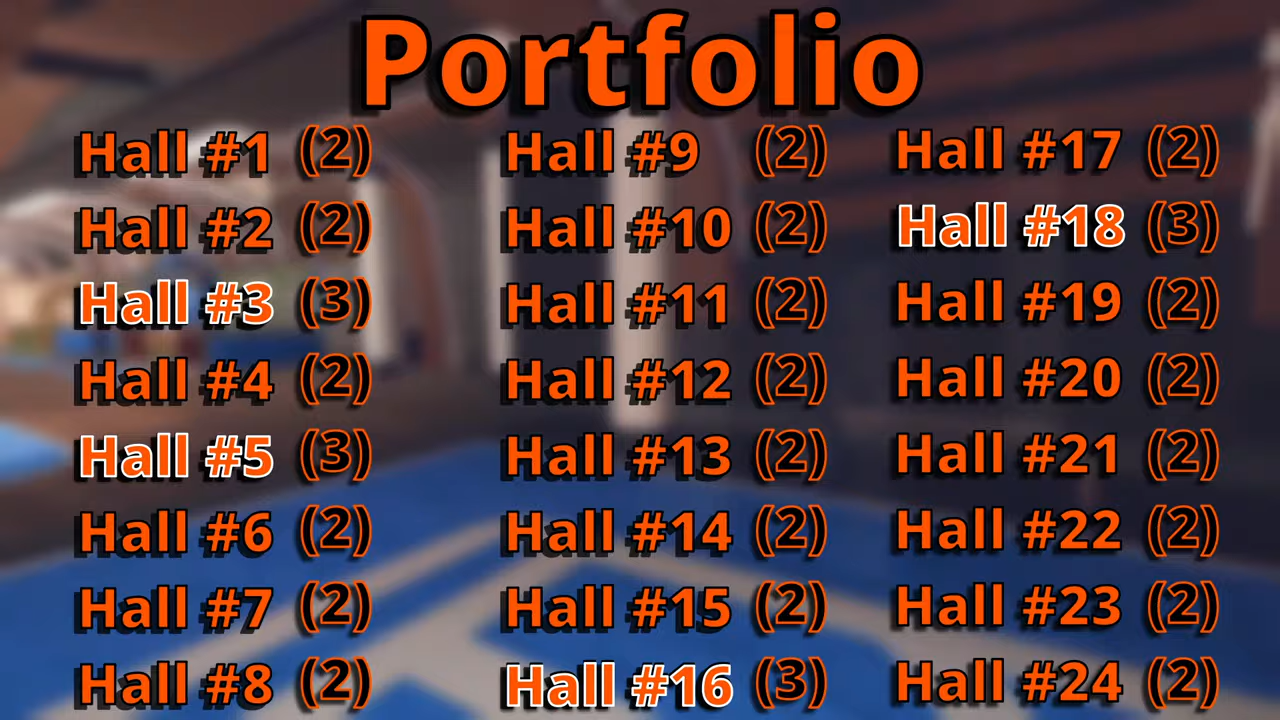 Portfolio
Hall #1 (2)
Hall #2 (2)
Hall #3 (3)
Hall #4 (2)
Hall #5 (3)
Hall #6 (2)
Hall #7 (2)
Hall #8 (2)
Hall #9 (2)
Hall #10 (2)
Hall #11 (2)
Hall #12 (2)
Hall #13 (2)
Hall #14 (2)
Hall #15 (2)
Hall #16 (3)
Hall #17 (2)
Hall #18 (3)
Hall #19 (2)
Hall #20 (2)
Hall #21 (2)
Hall #22 (2)
Hall #23 (2)
Hall #24 (2)